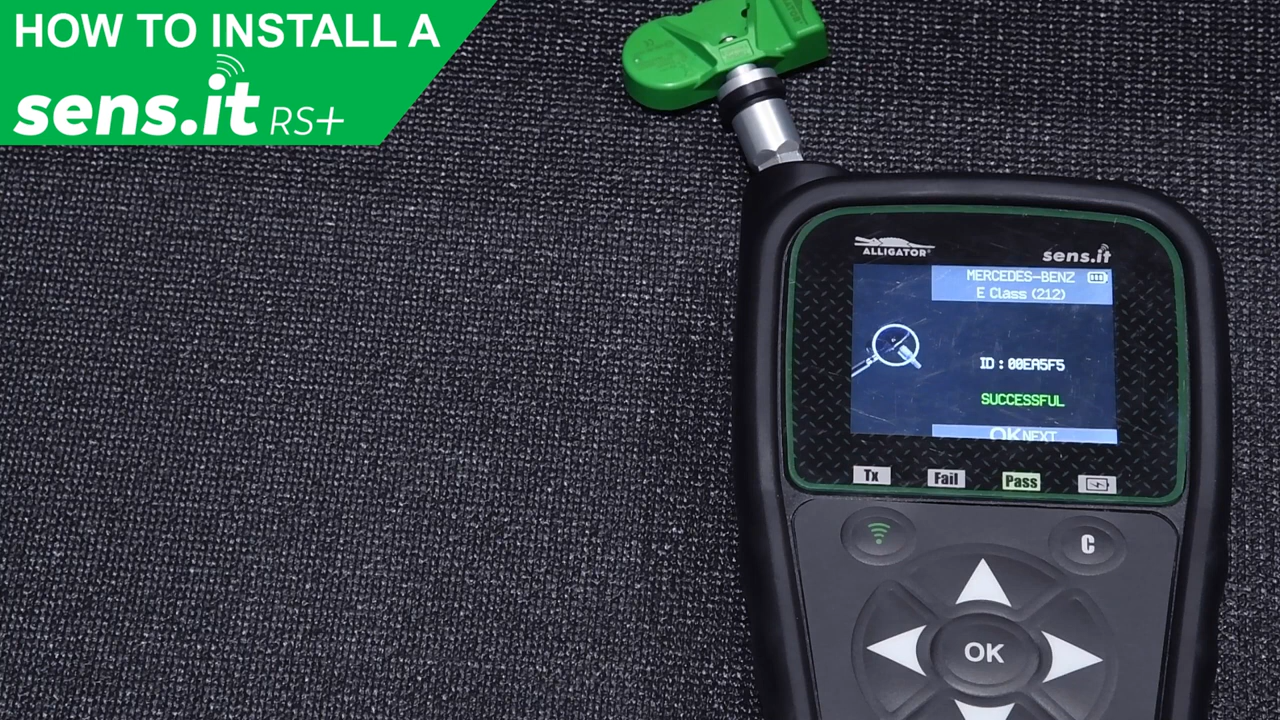 HOW TO INSTALL A
sens.it RS+
ALLIGATOR®
sens.it
MERCEDES-BENZ
E Class (212)
ID : 00EA5F5
SUCCESSFUL
OK NEXT
Tx
Fail
Pass
C
OK